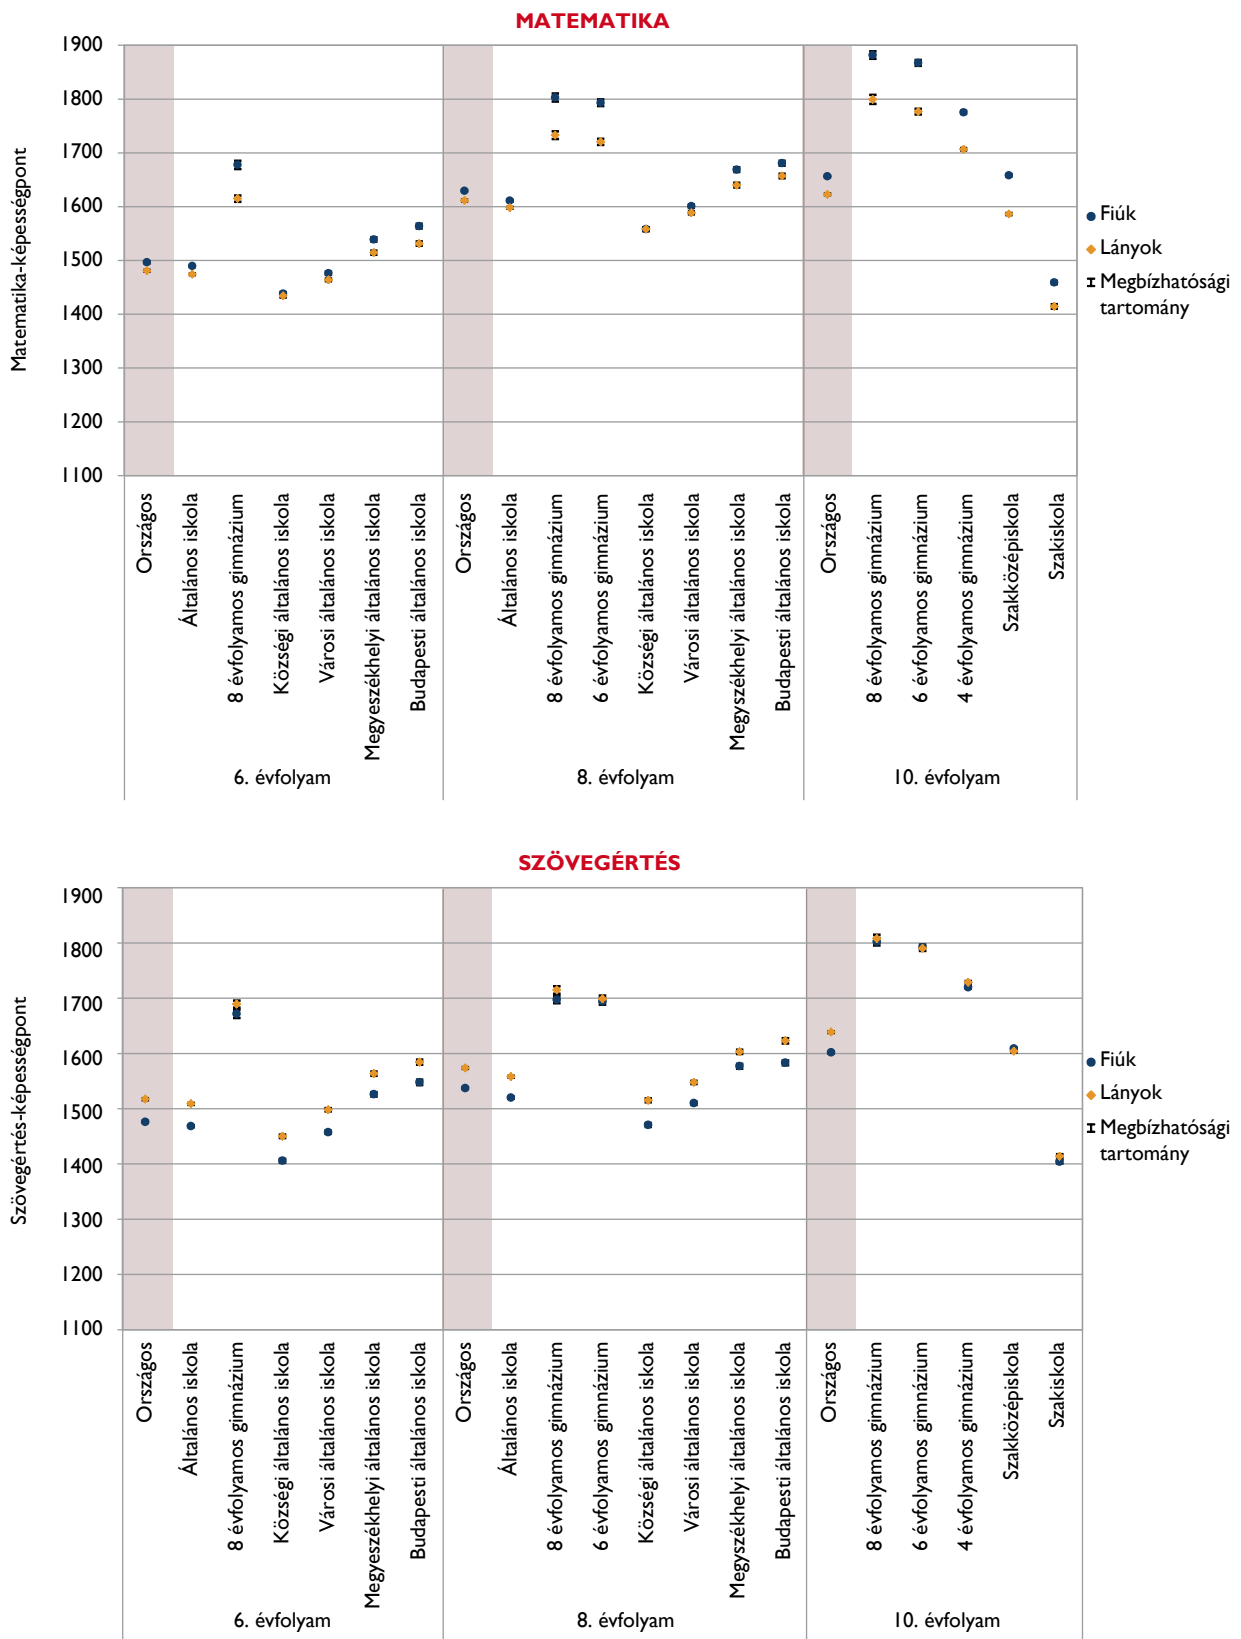 MATEMATIKA
Matematika-képességpont
1900
1800
1700
1600
1500
1400
1300
1200
1100
Fiúk
Lányok
Megbízhatósági
tartomány
Országos
Általános iskola
8 évfolyamos gimnázium
Községi általános iskola
Városi általános iskola
Megyeszékhelyi általános iskola
Budapesti általános iskola
Országos
Általános iskola
8 évfolyamos gimnázium
6 évfolyamos gimnázium
Községi általános iskola
Városi általános iskola
Megyszékhelyi általános iskola
Budapesti általános iskola
Országos
8 évfolyamos gimnázium
6 évfolyamos gimnázium
4 évfolyamos gimnázium
Szakközépiskola
Szakiskola
6. évfolyam
8. évfolyam
10. évfolyam
SZÖVEGÉRTÉS
Szövegértés-képességpont
1900
1800
1700
1600
1500
1400
1300
1200
1100
Fiúk
Lányok
Megbízhatósági
tartomány
Országos
Általános iskola
8 évfolyamos gimnázium
Községi általános iskola
Városi általános iskola
Megyeszékhelyi általános iskola
Budapesti általános iskola
Országos
Általános iskola
8 évfolyamos gimnázium
6 évfolyamos gimnázium
Községi általános iskola
Városi általános iskola
Megyszékhelyi általános iskola
Budapesti általános iskola
Országos
8 évfolyamos gimnázium
6 évfolyamos gimnázium
4 évfolyamos gimnázium
Szakközépiskola
Szakiskola
6. évfolyam
8. évfolyam
10. évfolyam